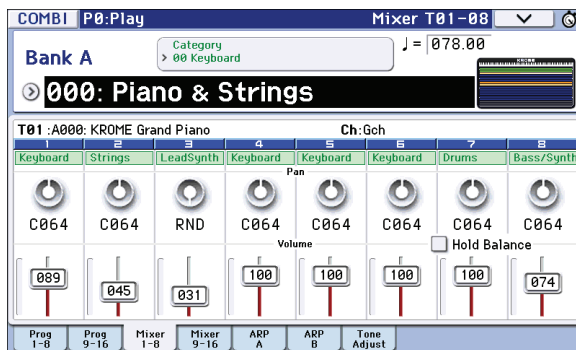 COMBI P0:Play Mixer T01-08
Bank A
Category
00 Keyboard
♩= 078.00
KROME
000: Piano & Strings
T01 :A000: KROME Grand Piano Ch:Gch
1 2 3 4 5 6 7 8
Keyboard Strings LeadSynth Keyboard Keyboard Keyboard Drums Bass/Synth
Pan
C064 C064 RND C064 C064 C064 C064 C064
Volume
Hold Balance
089 045 031 100 100 100 100 074
Prog 1-8 Prog 9-16 Mixer 1-8 Mixer 9-16 ARP A ARP B Tone Adjust